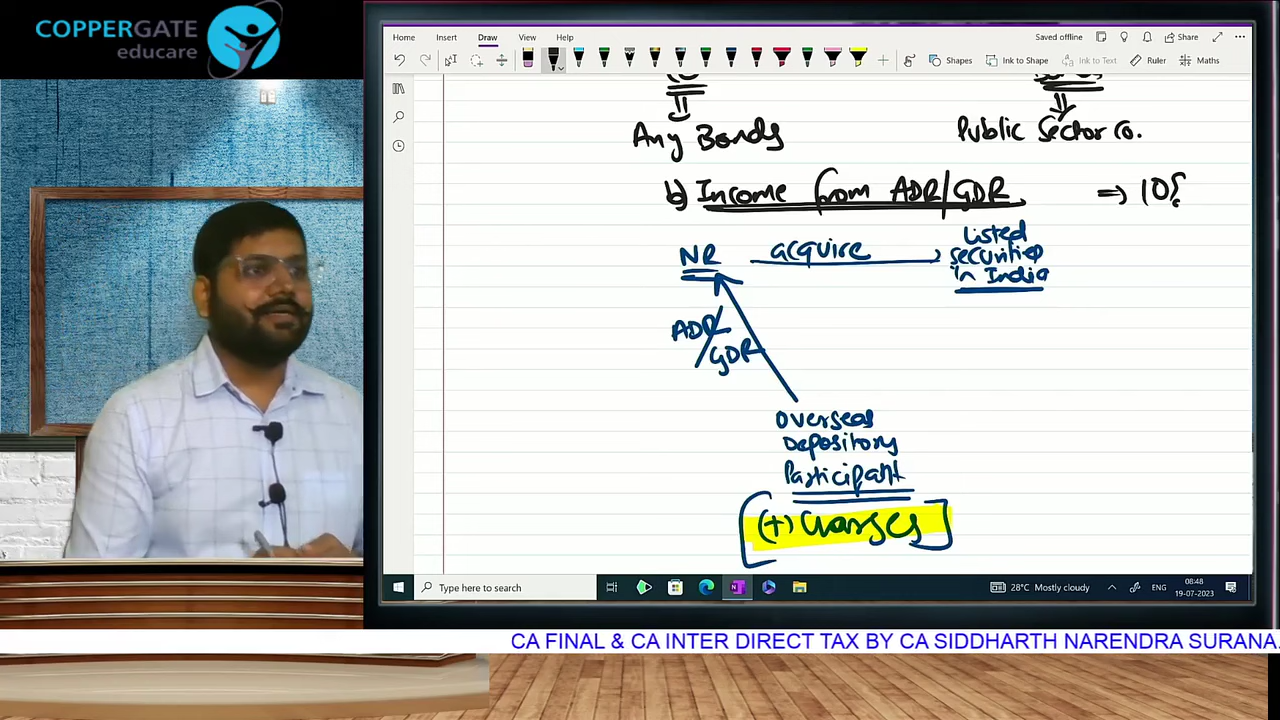 COPPERGATE
educare
Home Insert Draw View Help
Saved offline
Share
Shapes
Ink to Shape
Ink to Text
Ruler
Maths
Any Bonds
Public Sector Co.
b) Income from ADR/GDR ⇒ 10%
NR acquire Listed securities in India
ADR/GDR
Overseas
Depository
Participant
(+) Charges
Type here to search
28°C Mostly cloudy
ENG
08:48
19-07-2023
CA FINAL & CA INTER DIRECT TAX BY CA SIDDHARTH NARENDRA SURANA.